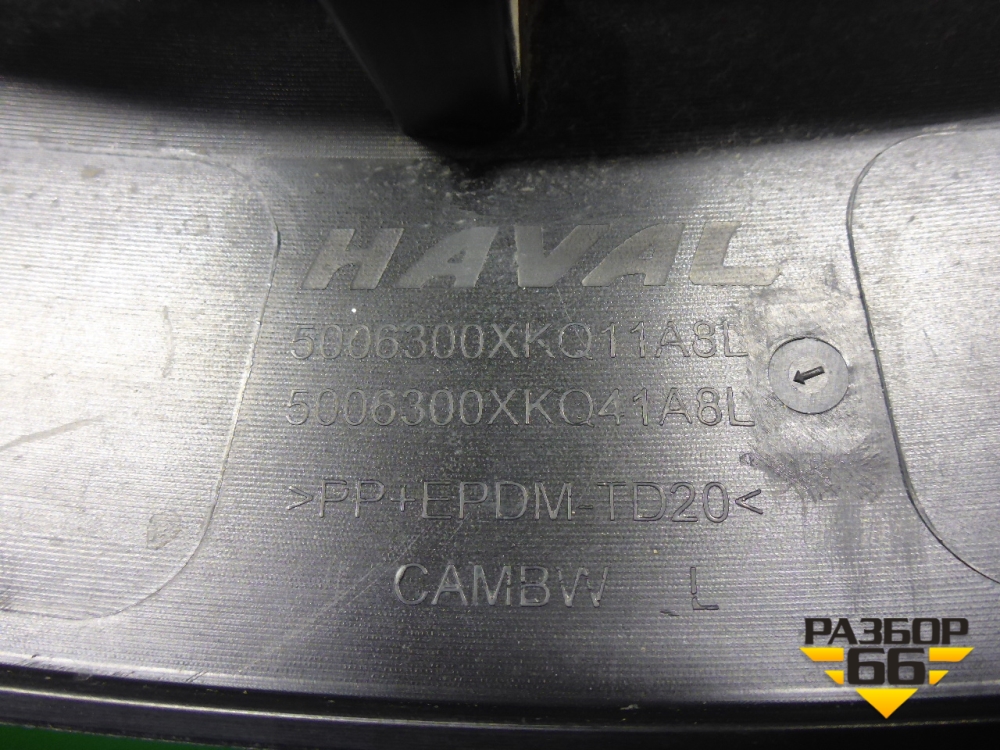 HAVAL
5006300XKQ11A8L
5006300XKQ41A8L
>PP+EPDM-TD20<
CAMBW L
РАЗБОР
66